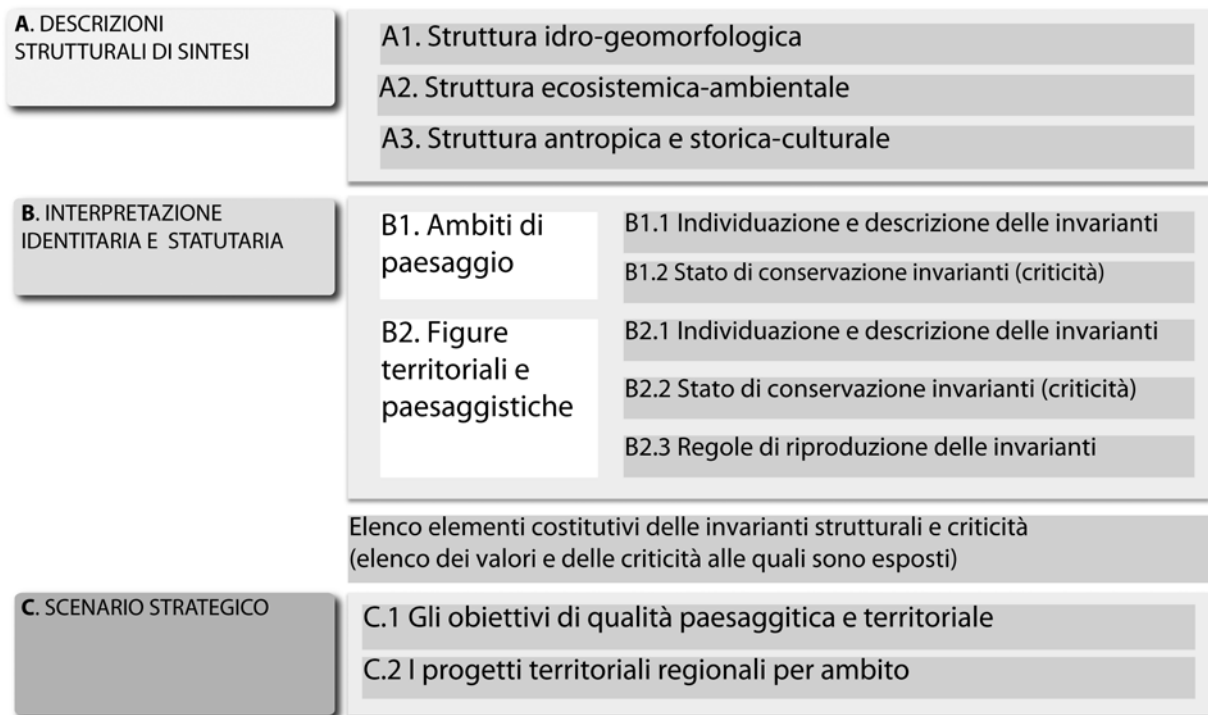 A. DESCRIZIONI
STRUTTURALI DI SINTESI
A1. Struttura idro-geomorfologica
A2. Struttura ecosistemica-ambientale
A3. Struttura antropica e storica-culturale
B. INTERPRETAZIONE
IDENTITARIA E STATUTARIA
B1. Ambiti di
paesaggio
B1.1 Individuazione e descrizione delle invarianti
B1.2 Stato di conservazione invarianti (criticità)
B2. Figure
territoriali e
paesaggistiche
B2.1 Individuazione e descrizione delle invarianti
B2.2 Stato di conservazione invarianti (criticità)
B2.3 Regole di riproduzione delle invarianti
Elenco elementi costitutivi delle invarianti strutturali e criticità
(elenco dei valori e delle criticità alle quali sono esposti)
C. SCENARIO STRATEGICO
C.1 Gli obiettivi di qualità paesaggitica e territoriale
C.2 I progetti territoriali regionali per ambito